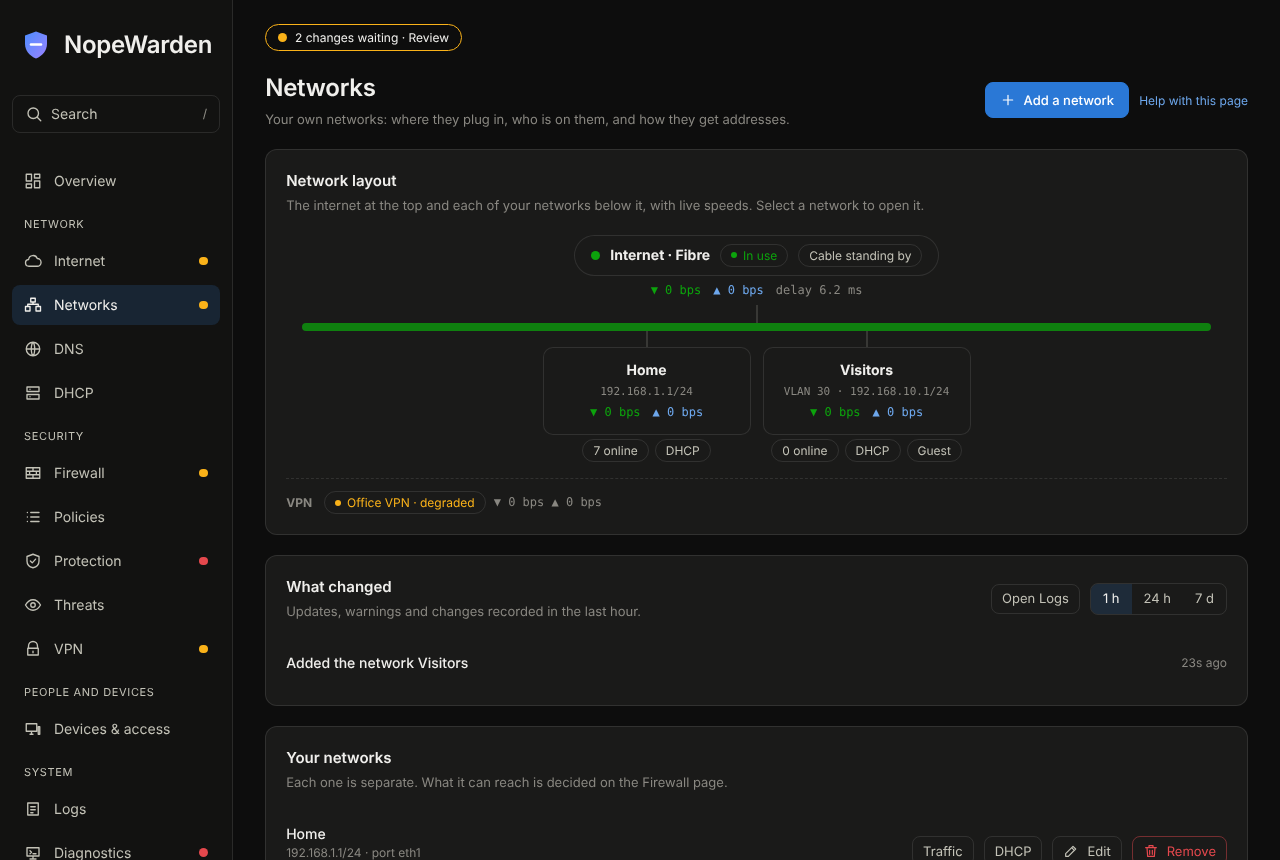 NopeWarden
Search /
Overview
NETWORK
Internet
Networks
DNS
DHCP
SECURITY
Firewall
Policies
Protection
Threats
VPN
PEOPLE AND DEVICES
Devices & access
SYSTEM
Logs
Diagnostics
2 changes waiting · Review
Networks
Your own networks: where they plug in, who is on them, and how they get addresses.
Add a network
Help with this page
Network layout
The internet at the top and each of your networks below it, with live speeds. Select a network to open it.
Internet · Fibre In use Cable standing by
▼ 0 bps ▲ 0 bps delay 6.2 ms
Home
192.168.1.1/24
▼ 0 bps ▲ 0 bps
7 online DHCP
Visitors
VLAN 30 · 192.168.10.1/24
▼ 0 bps ▲ 0 bps
0 online DHCP Guest
VPN Office VPN · degraded ▼ 0 bps ▲ 0 bps
What changed
Updates, warnings and changes recorded in the last hour.
Open Logs 1 h 24 h 7 d
Added the network Visitors 23s ago
Your networks
Each one is separate. What it can reach is decided on the Firewall page.
Home
192.168.1.1/24 · port eth1
Traffic DHCP Edit Remove